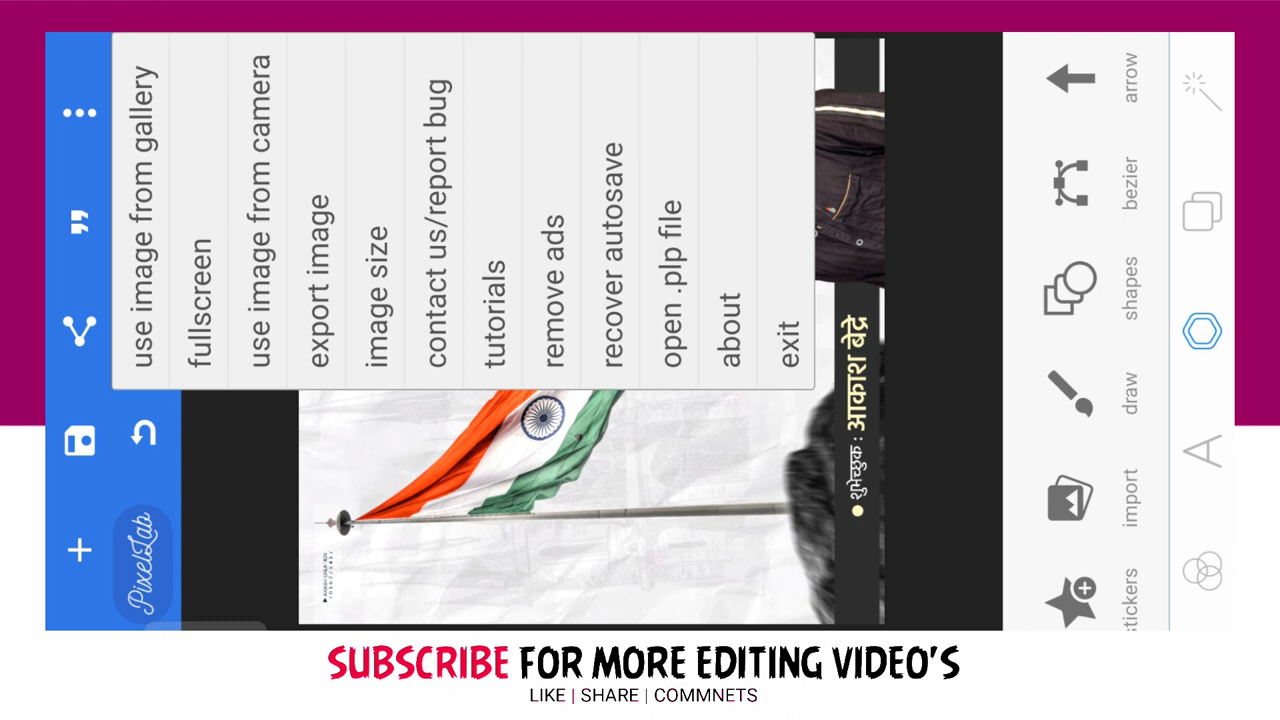 use image from gallery
fullscreen
use image from camera
export image
image size
contact us/report bug
tutorials
remove ads
recover autosave
open .plp file
about
exit
PixelLab
● शुभेच्छुक : आकाश बेद्रे
arrow
bezier
shapes
draw
import
stickers
SUBSCRIBE FOR MORE EDITING VIDEO'S
LIKE | SHARE | COMMNETS